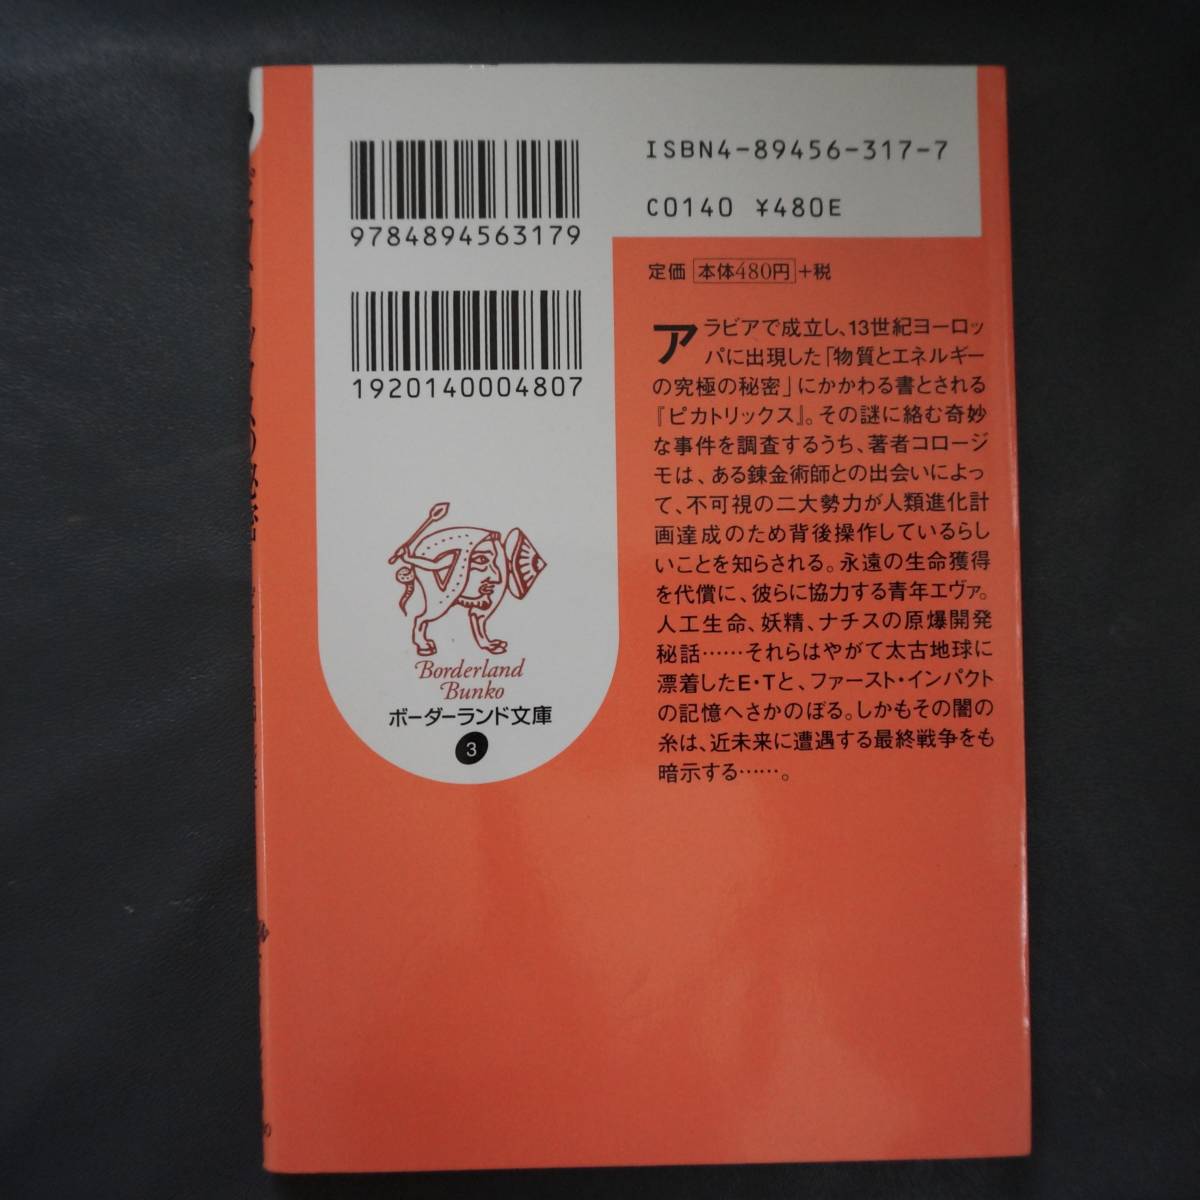 ISBN4-89456-317-7
C0140 ¥480E
9784894563179
1920140004807
定価 本体480円+税
アラビアで成立し、13世紀ヨーロッ
パに出現した「物質とエネルギー
の究極の秘密」にかかわる書とされる
『ピカトリックス』。その謎に絡む奇妙
な事件を調査するうち、著者コロージ
モは、ある錬金術師との出会いによっ
て、不可視の二大勢力が人類進化計
画達成のため背後操作しているらし
いことを知らされる。永遠の生命獲得
を代償に、彼らに協力する青年エヴァ。
人工生命、妖精、ナチスの原爆開発
秘話……それらはやがて太古地球に
漂着したE・Tと、ファースト・インパクト
の記憶へさかのぼる。しかもその闇の
糸は、近未来に遭遇する最終戦争をも
暗示する……。
Borderland
Bunko
ボーダーランド文庫
3